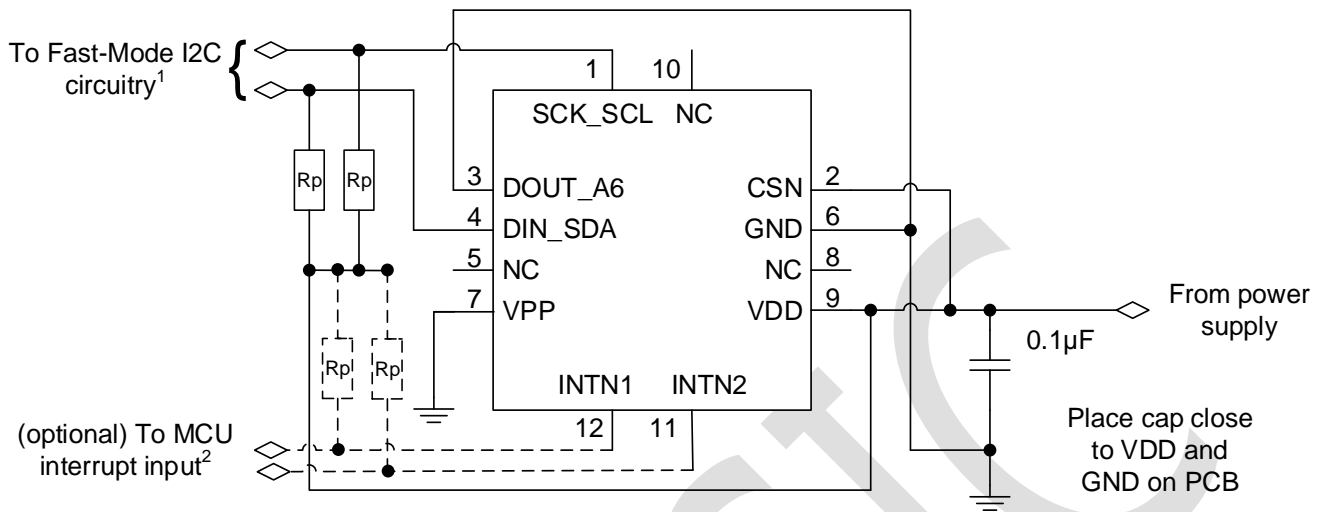 To Fast-Mode I2C
circuitry1
{
1
10
SCK_SCL
NC
Rp
Rp
3
DOUT_A6
CSN
2
4
DIN_SDA
GND
6
5
NC
NC
8
7
VPP
VDD
9
From power
supply
0.1µF
Rp
Rp
INTN1
INTN2
12
11
(optional) To MCU
interrupt input2
Place cap close
to VDD and
GND on PCB